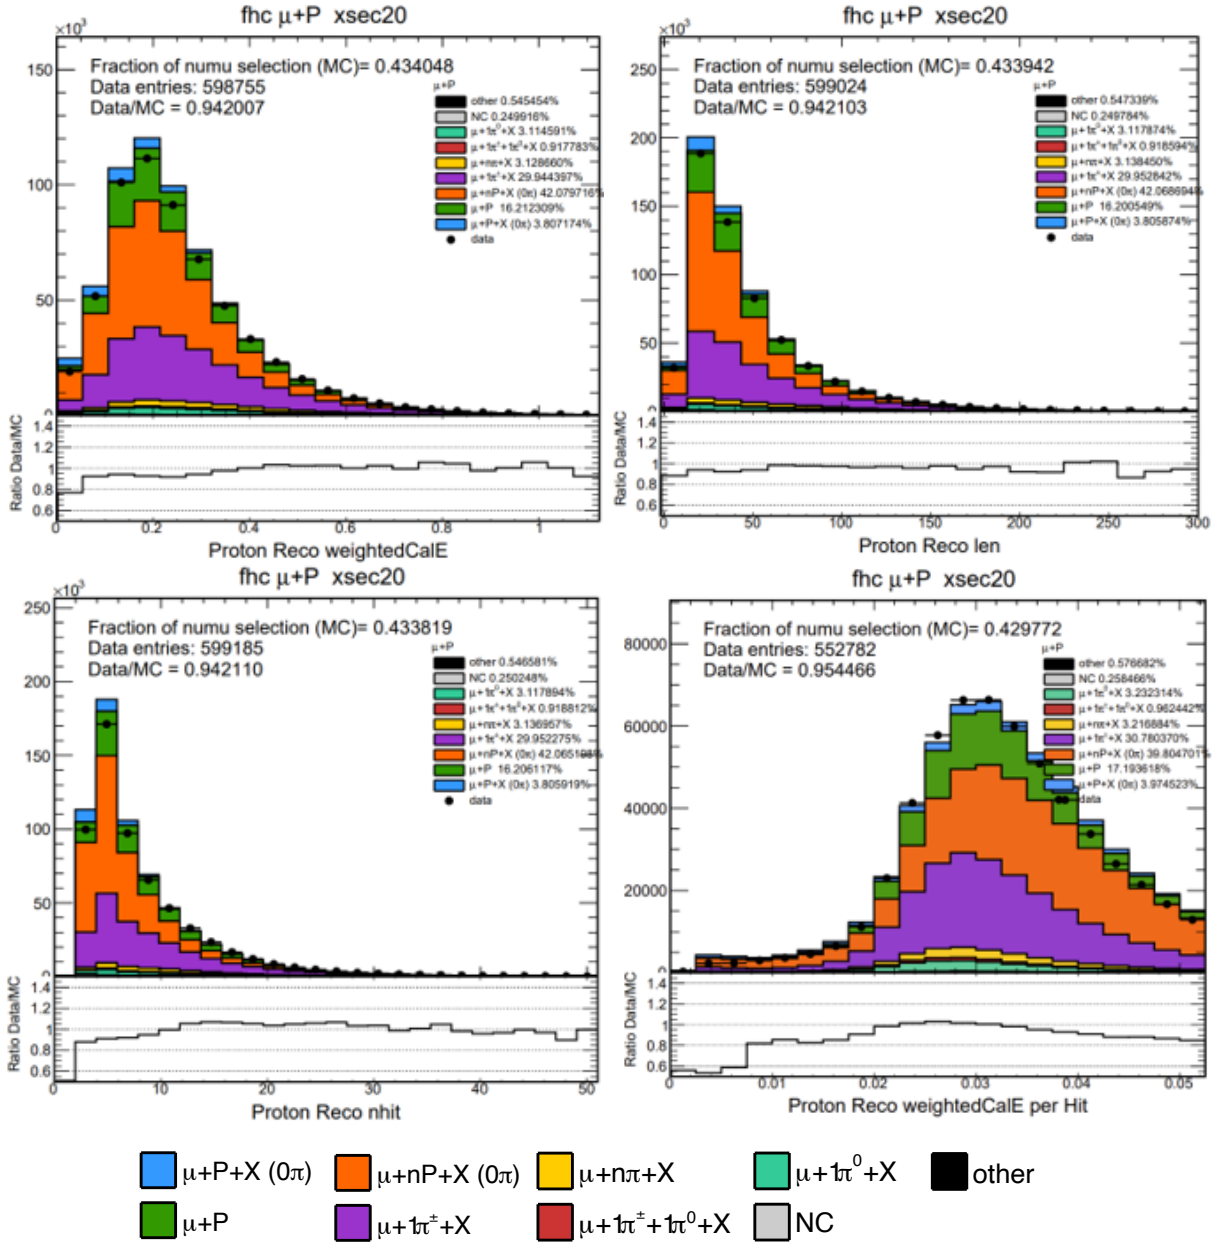 fhc μ+P xsec20
×10³
Fraction of numu selection (MC)= 0.434048
Data entries: 598755
Data/MC = 0.942007
μ+P
other 0.545454%
NC 0.249916%
μ+1π⁰+X 3.114591%
μ+1π±+1π⁰+X 0.917783%
μ+nπ+X 3.128660%
μ+1π±+X 29.944397%
μ+nP+X (0π) 42.079716%
μ+P 16.212309%
μ+P+X (0π) 3.807174%
data
150
100
50
0
Ratio Data/MC
1.4
1.2
1
0.8
0.6
0 0.2 0.4 0.6 0.8 1
Proton Reco weightedCalE
fhc μ+P xsec20
×10³
Fraction of numu selection (MC)= 0.433942
Data entries: 599024
Data/MC = 0.942103
μ+P
other 0.547339%
NC 0.249784%
μ+1π⁰+X 3.117874%
μ+1π±+1π⁰+X 0.918594%
μ+nπ+X 3.138450%
μ+1π±+X 29.952842%
μ+nP+X (0π) 42.068694%
μ+P 16.200549%
μ+P+X (0π) 3.805874%
data
250
200
150
100
50
0
Ratio Data/MC
1.4
1.2
1
0.8
0.6
0 50 100 150 200 250 300
Proton Reco len
fhc μ+P xsec20
×10³
Fraction of numu selection (MC)= 0.433819
Data entries: 599185
Data/MC = 0.942110
μ+P
other 0.546581%
NC 0.250248%
μ+1π⁰+X 3.117894%
μ+1π±+1π⁰+X 0.918812%
μ+nπ+X 3.136957%
μ+1π±+X 29.952275%
μ+nP+X (0π) 42.065198%
μ+P 16.206117%
μ+P+X (0π) 3.805919%
data
250
200
150
100
50
0
Ratio Data/MC
1.4
1.2
1
0.8
0.6
0 10 20 30 40 50
Proton Reco nhit
fhc μ+P xsec20
Fraction of numu selection (MC)= 0.429772
Data entries: 552782
Data/MC = 0.954466
μ+P
other 0.576682%
NC 0.258466%
μ+1π⁰+X 3.232314%
μ+1π±+1π⁰+X 0.962442%
μ+nπ+X 3.216884%
μ+1π±+X 30.780370%
μ+nP+X (0π) 39.804701%
μ+P 17.193618%
μ+P+X (0π) 3.974523%
data
80000
60000
40000
20000
0
Ratio Data/MC
1.4
1.2
1
0.8
0.6
0 0.01 0.02 0.03 0.04 0.05
Proton Reco weightedCalE per Hit
μ+P+X (0π) μ+nP+X (0π) μ+nπ+X μ+1π⁰+X other
μ+P μ+1π±+X μ+1π±+1π⁰+X NC